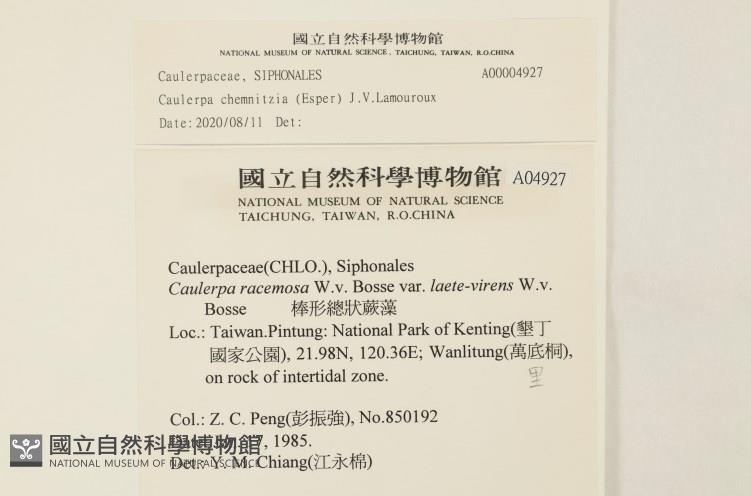 國立自然科學博物館
NATIONAL MUSEUM OF NATURAL SCIENCE, TAICHUNG, TAIWAN, R.O.CHINA
Caulerpaceae, SIPHONALES A00004927
Caulerpa chemnitzia (Esper) J.V.Lamouroux
Date:2020/08/11 Det:
國立自然科學博物館 A04927
NATIONAL MUSEUM OF NATURAL SCIENCE
TAICHUNG, TAIWAN, R.O.CHINA
Caulerpaceae(CHLO.), Siphonales
Caulerpa racemosa W.v. Bosse var. laete-virens W.v.
Bosse 棒形總狀蕨藻
Loc.: Taiwan.Pintung: National Park of Kenting(墾丁
國家公園), 21.98N, 120.36E; Wanlitung(萬底桐),
里
on rock of intertidal zone.
Col.: Z. C. Peng(彭振強), No.850192
7, 1985.
Det.: Y. M. Chiang(江永棉)
國立自然科學博物館
NATIONAL MUSEUM OF NATURAL SCIENCE